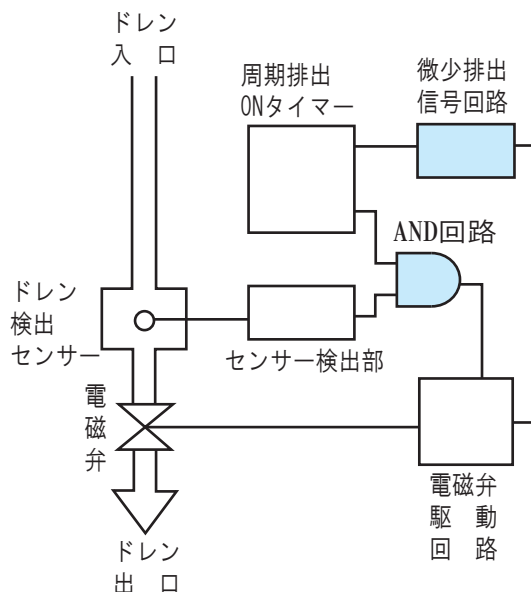 ドレン
入　口
周期排出
ONタイマー
微少排出
信号回路
AND回路
ドレン
検出
センサー
センサー検出部
電
磁
弁
電磁弁
駆　動
回　路
ドレン
出　口